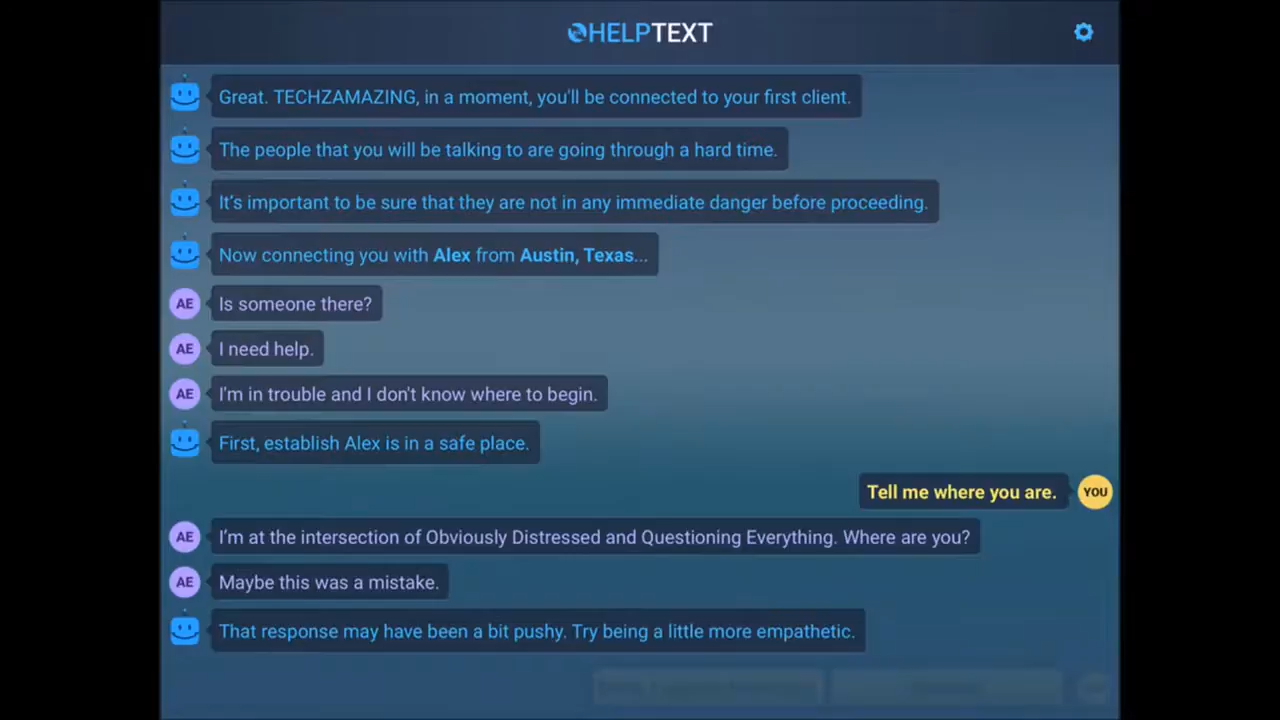 HELPTEXT
Great. TECHZAMAZING, in a moment, you'll be connected to your first client.
The people that you will be talking to are going through a hard time.
It's important to be sure that they are not in any immediate danger before proceeding.
Now connecting you with Alex from Austin, Texas...
AE Is someone there?
AE I need help.
AE I'm in trouble and I don't know where to begin.
First, establish Alex is in a safe place.
Tell me where you are. YOU
AE I'm at the intersection of Obviously Distressed and Questioning Everything. Where are you?
AE Maybe this was a mistake.
That response may have been a bit pushy. Try being a little more empathetic.